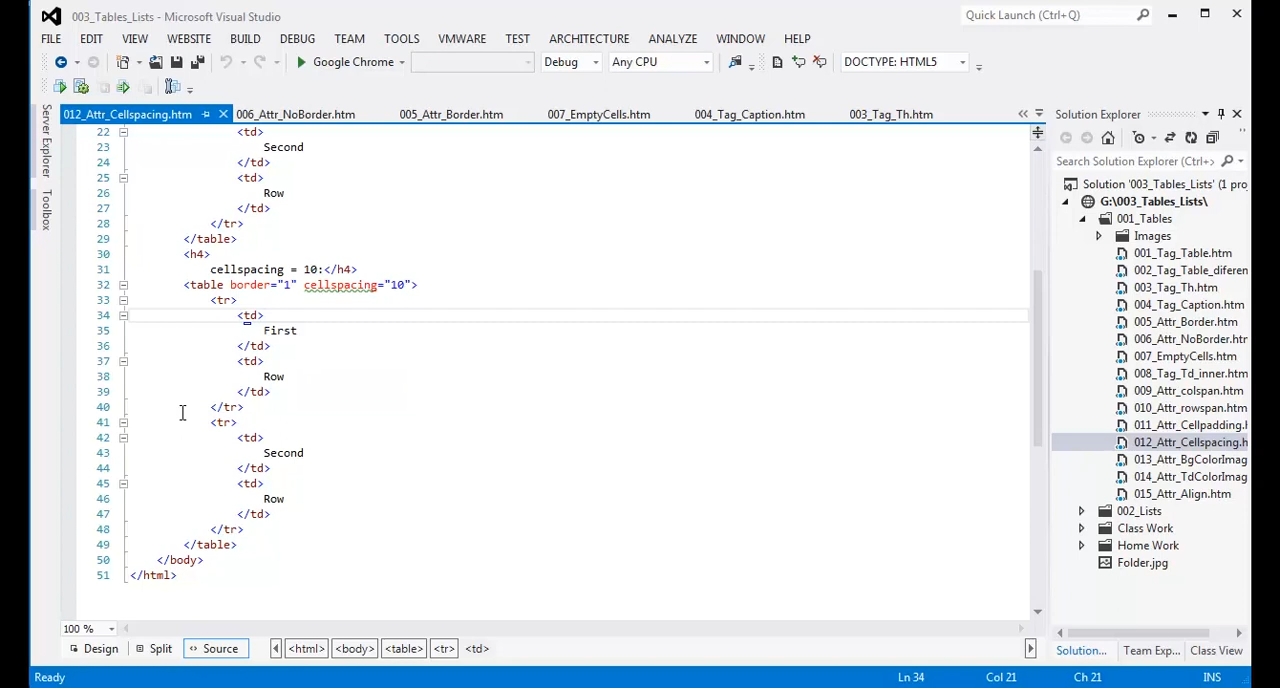 003_Tables_Lists - Microsoft Visual Studio
Quick Launch (Ctrl+Q)
FILE EDIT VIEW WEBSITE BUILD DEBUG TEAM TOOLS VMWARE TEST ARCHITECTURE ANALYZE WINDOW HELP
Google Chrome Debug Any CPU DOCTYPE: HTML5
Server Explorer
Toolbox
012_Attr_Cellspacing.htm 006_NoBorder.htm 005_Attr_Border.htm 007_EmptyCells.htm 004_Tag_Caption.htm 003_Tag_Th.htm
22 <td>
23 Second
24 </td>
25 <td>
26 Row
27 </td>
28 </tr>
29 </table>
30 <h4>
31 cellspacing = 10:</h4>
32 <table border="1" cellspacing="10">
33 <tr>
34 <td>
35 First
36 </td>
37 <td>
38 Row
39 </td>
40 </tr>
41 <tr>
42 <td>
43 Second
44 </td>
45 <td>
46 Row
47 </td>
48 </tr>
49 </table>
50 </body>
51 </html>
100 %
Design Split Source <html> <body> <table> <tr> <td>
Solution Explorer
Search Solution Explorer (Ctrl+
Solution '003_Tables_Lists' (1 pro
G:\003_Tables_Lists\
001_Tables
Images
001_Tag_Table.htm
002_Tag_Table_diferen
003_Tag_Th.htm
004_Tag_Caption.htm
005_Attr_Border.htm
006_Attr_NoBorder.htm
007_EmptyCells.htm
008_Tag_Td_inner.htm
009_Attr_colspan.htm
010_Attr_rowspan.htm
011_Attr_Cellpadding.h
012_Attr_Cellspacing.h
013_Attr_BgColorImag
014_Attr_TdColorImag
015_Attr_Align.htm
002_Lists
Class Work
Home Work
Folder.jpg
Solution... Team Exp... Class View
Ready Ln 34 Col 21 Ch 21 INS